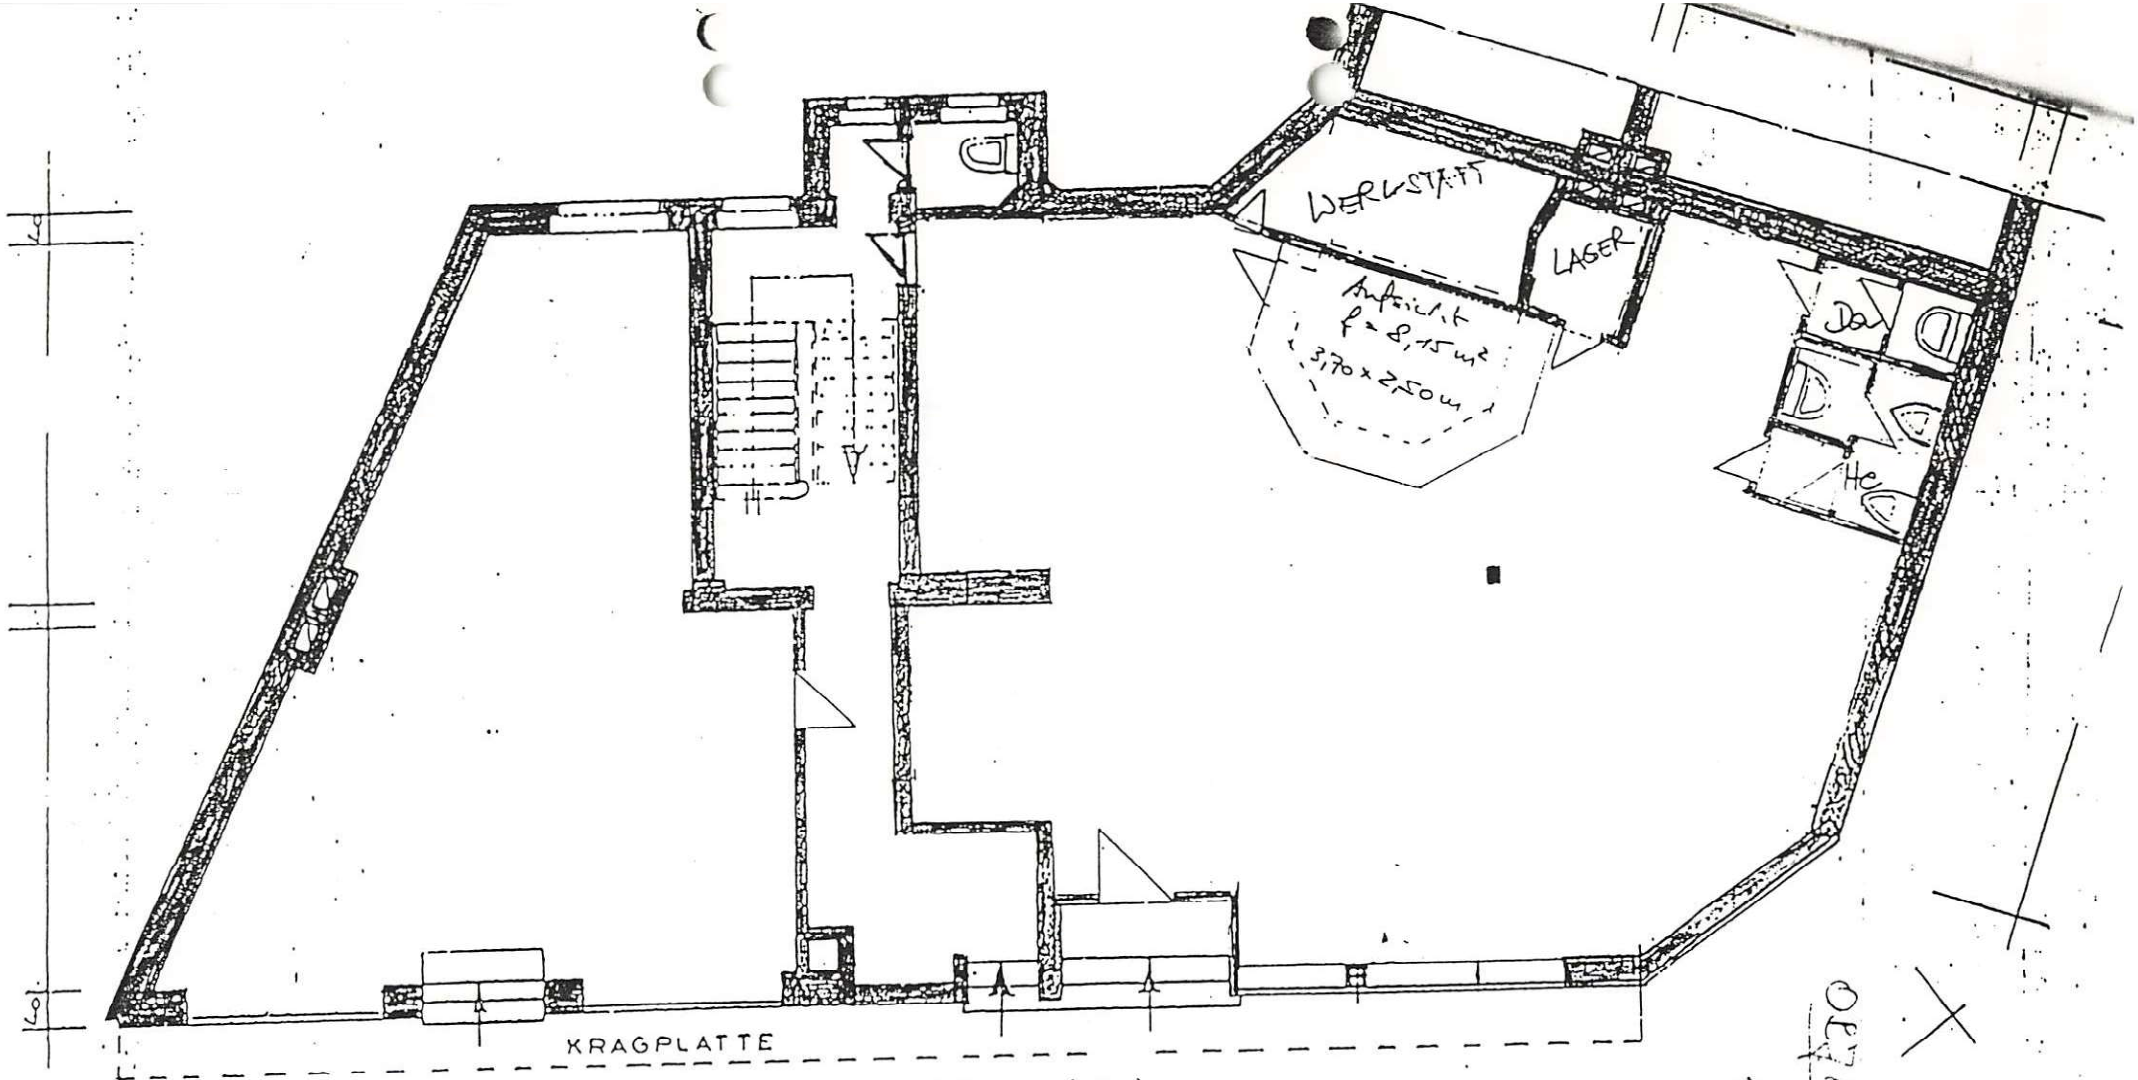 WERKSTATT
LAGER
Aufsicht
f = 8,15 m²
3,70 x 2,50 m
Da
He
KRAGPLATTE